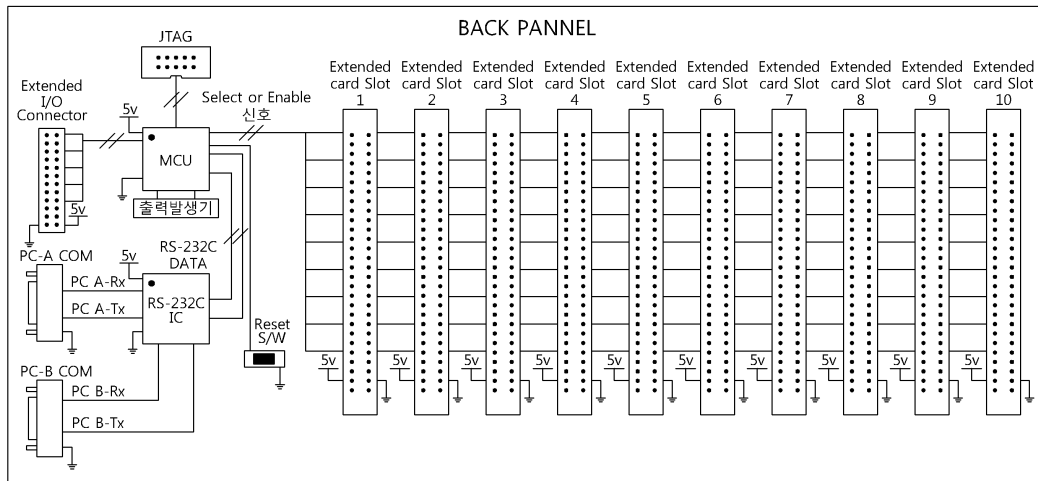 BACK PANNEL
JTAG
Extended
I/O
Connector
5v
Select or Enable
신호
MCU
출력발생기
5v
RS-232C
DATA
PC-A COM
5v
PC A-Rx
PC A-Tx
RS-232C
IC
Reset
S/W
PC-B COM
PC B-Rx
PC B-Tx
Extended
card Slot
1
Extended
card Slot
2
Extended
card Slot
3
Extended
card Slot
4
Extended
card Slot
5
Extended
card Slot
6
Extended
card Slot
7
Extended
card Slot
8
Extended
card Slot
9
Extended
card Slot
10
5v
5v
5v
5v
5v
5v
5v
5v
5v
5v